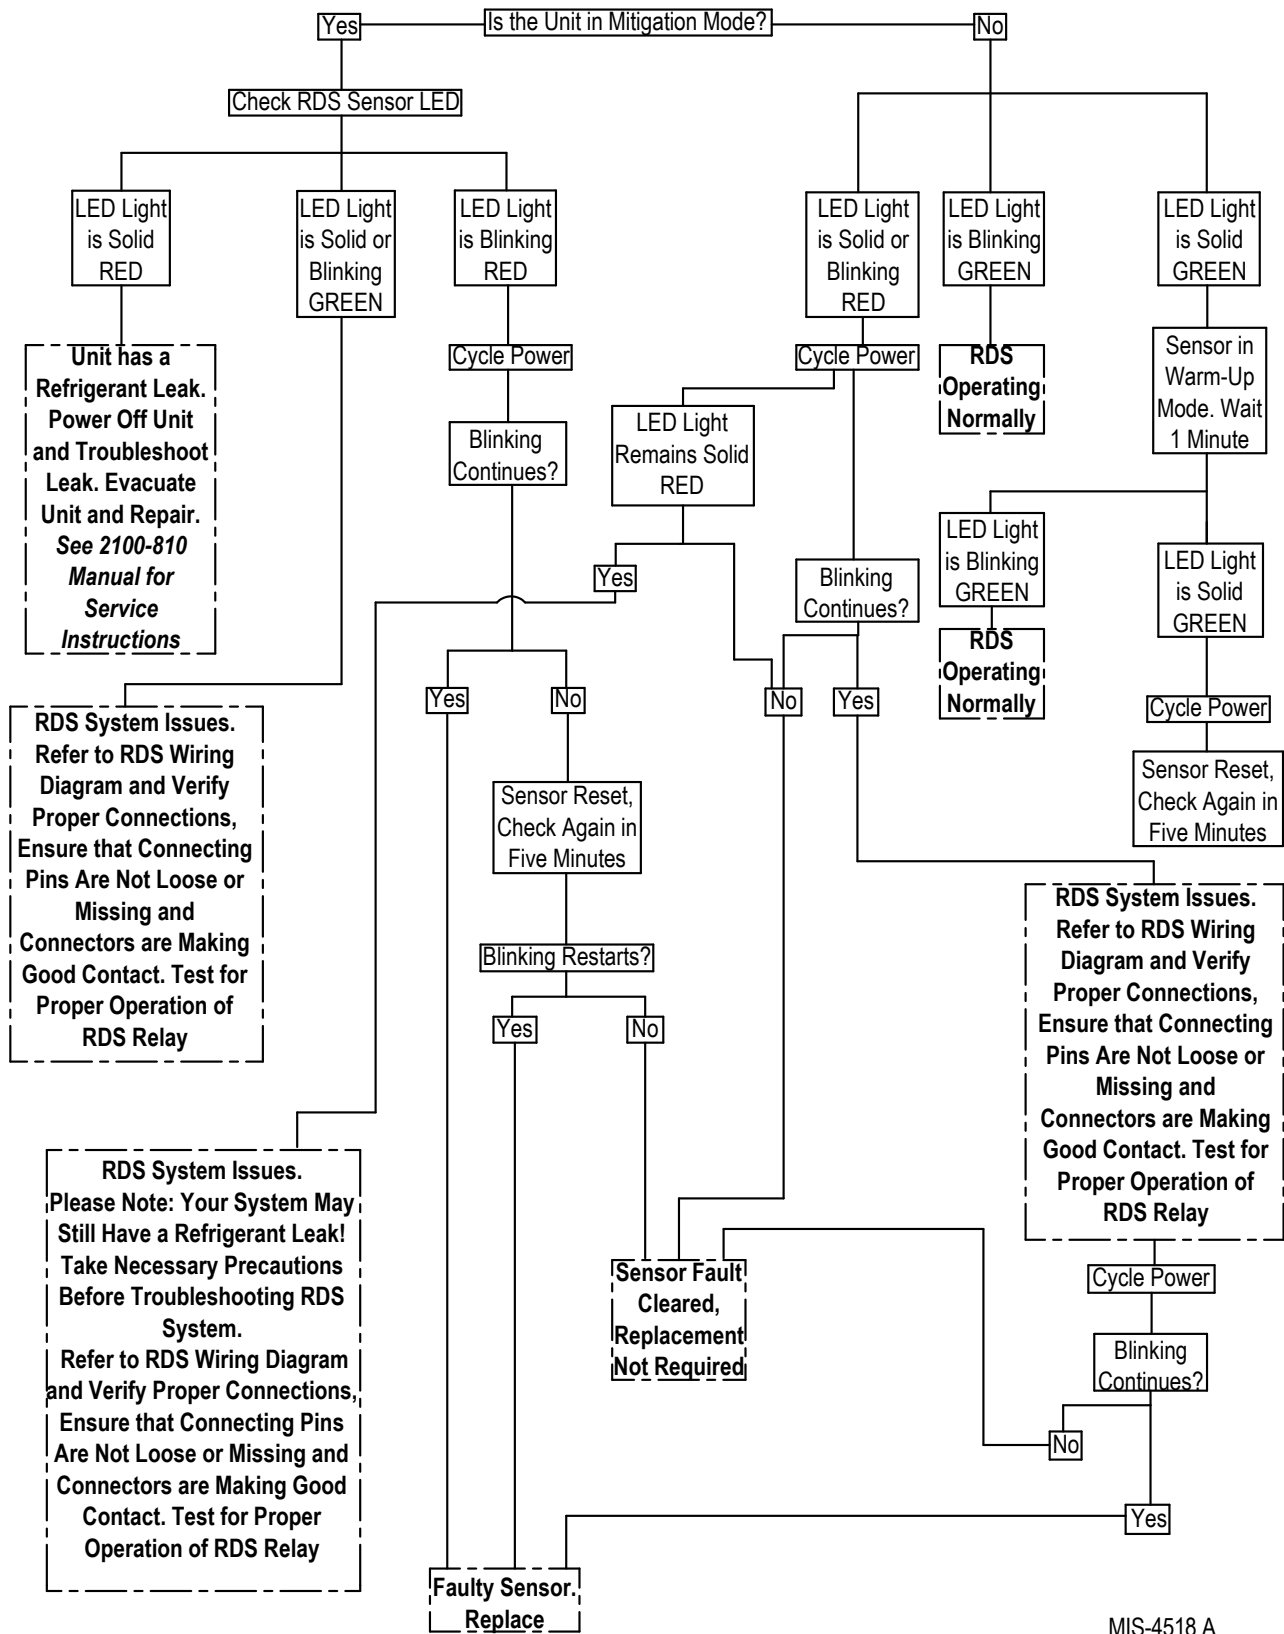 Is the Unit in Mitigation Mode?
Yes
No
Check RDS Sensor LED
LED Light
is Solid
RED
LED Light
is Solid or
Blinking
GREEN
LED Light
is Blinking
RED
LED Light
is Solid or
Blinking
RED
LED Light
is Blinking
GREEN
LED Light
is Solid
GREEN
Unit has a
Refrigerant Leak.
Power Off Unit
and Troubleshoot
Leak. Evacuate
Unit and Repair.
See 2100-810
Manual for
Service
Instructions
Cycle Power
Blinking
Continues?
Cycle Power
LED Light
Remains Solid
RED
Yes
Blinking
Continues?
RDS
Operating
Normally
Sensor in
Warm-Up
Mode. Wait
1 Minute
LED Light
is Blinking
GREEN
RDS
Operating
Normally
LED Light
is Solid
GREEN
Cycle Power
Sensor Reset,
Check Again in
Five Minutes
Yes
No
No
Yes
RDS System Issues.
Refer to RDS Wiring
Diagram and Verify
Proper Connections,
Ensure that Connecting
Pins Are Not Loose or
Missing and
Connectors are Making
Good Contact. Test for
Proper Operation of
RDS Relay
Sensor Reset,
Check Again in
Five Minutes
Blinking Restarts?
Yes
No
RDS System Issues.
Refer to RDS Wiring
Diagram and Verify
Proper Connections,
Ensure that Connecting
Pins Are Not Loose or
Missing and
Connectors are Making
Good Contact. Test for
Proper Operation of
RDS Relay
RDS System Issues.
Please Note: Your System May
Still Have a Refrigerant Leak!
Take Necessary Precautions
Before Troubleshooting RDS
System.
Refer to RDS Wiring Diagram
and Verify Proper Connections,
Ensure that Connecting Pins
Are Not Loose or Missing and
Connectors are Making Good
Contact. Test for Proper
Operation of RDS Relay
Sensor Fault
Cleared,
Replacement
Not Required
Cycle Power
Blinking
Continues?
No
Yes
Faulty Sensor.
Replace
MIS-4518 A